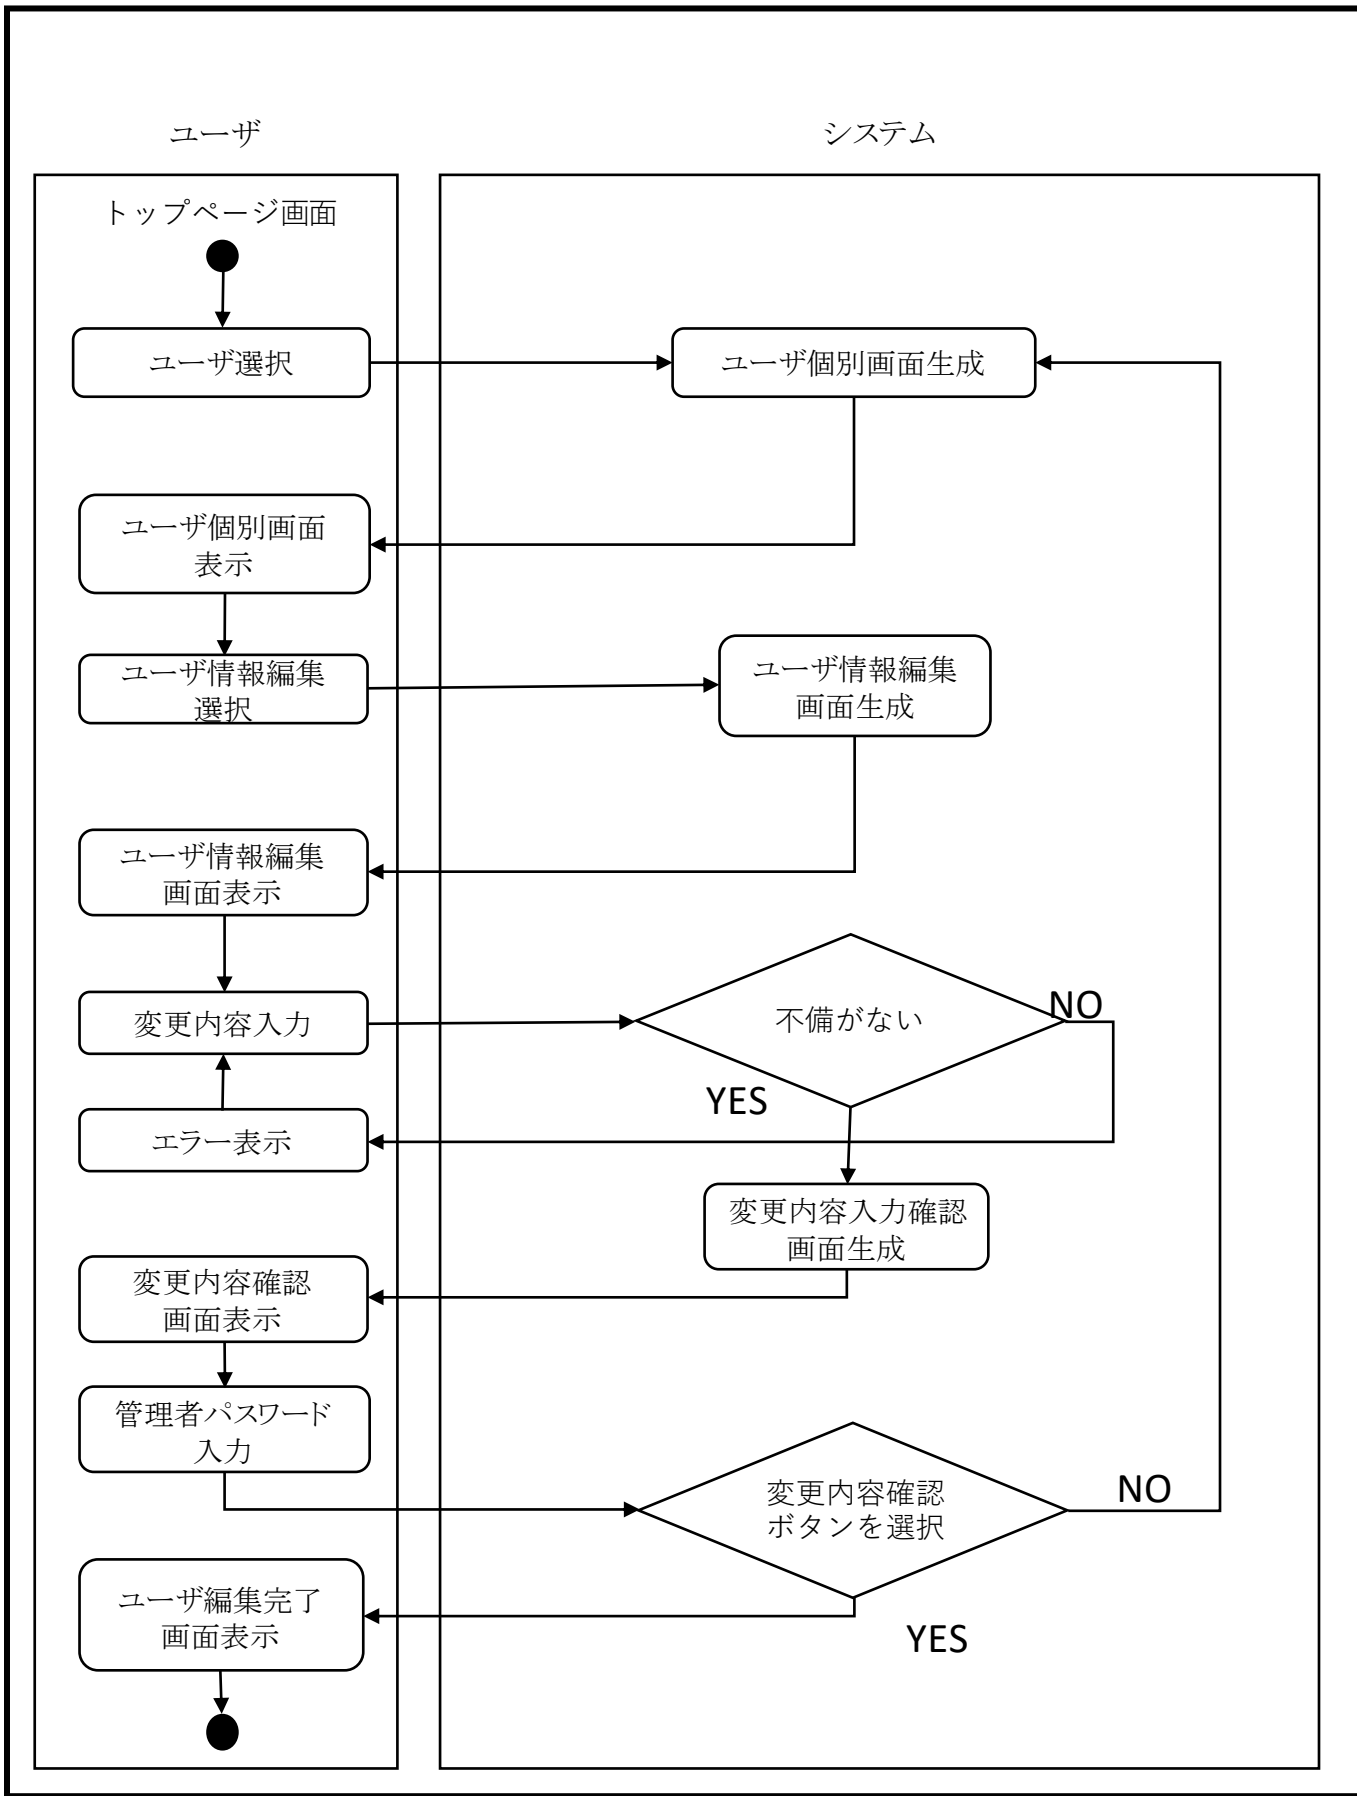 ユーザ
システム
トップページ画面
ユーザ選択
ユーザ個別画面生成
ユーザ個別画面
表示
ユーザ情報編集
選択
ユーザ情報編集
画面生成
ユーザ情報編集
画面表示
変更内容入力
不備がない
NO
YES
エラー表示
変更内容入力確認
画面生成
変更内容確認
画面表示
管理者パスワード
入力
変更内容確認
ボタンを選択
NO
YES
ユーザ編集完了
画面表示